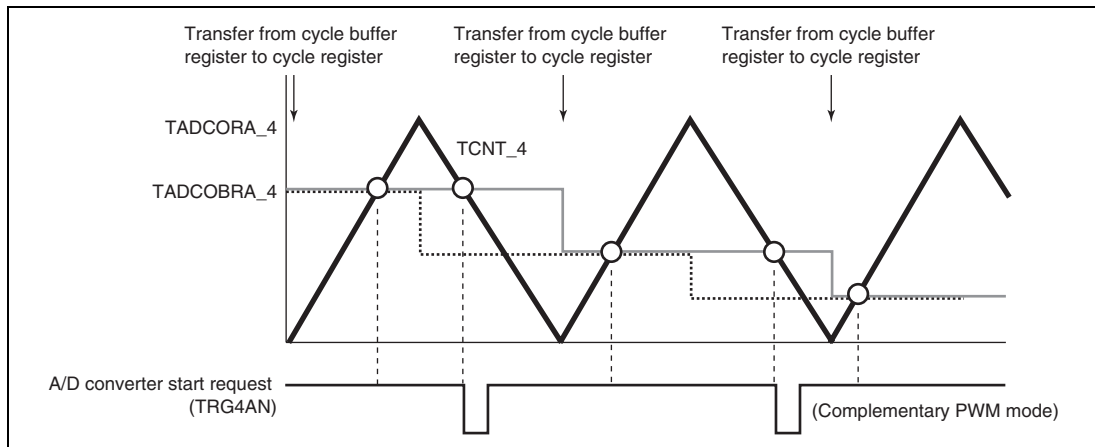 Transfer from cycle buffer
register to cycle register
Transfer from cycle buffer
register to cycle register
Transfer from cycle buffer
register to cycle register
TADCORA_4
TCNT_4
TADCOBRA_4
A/D converter start request
(TRG4AN)
(Complementary PWM mode)